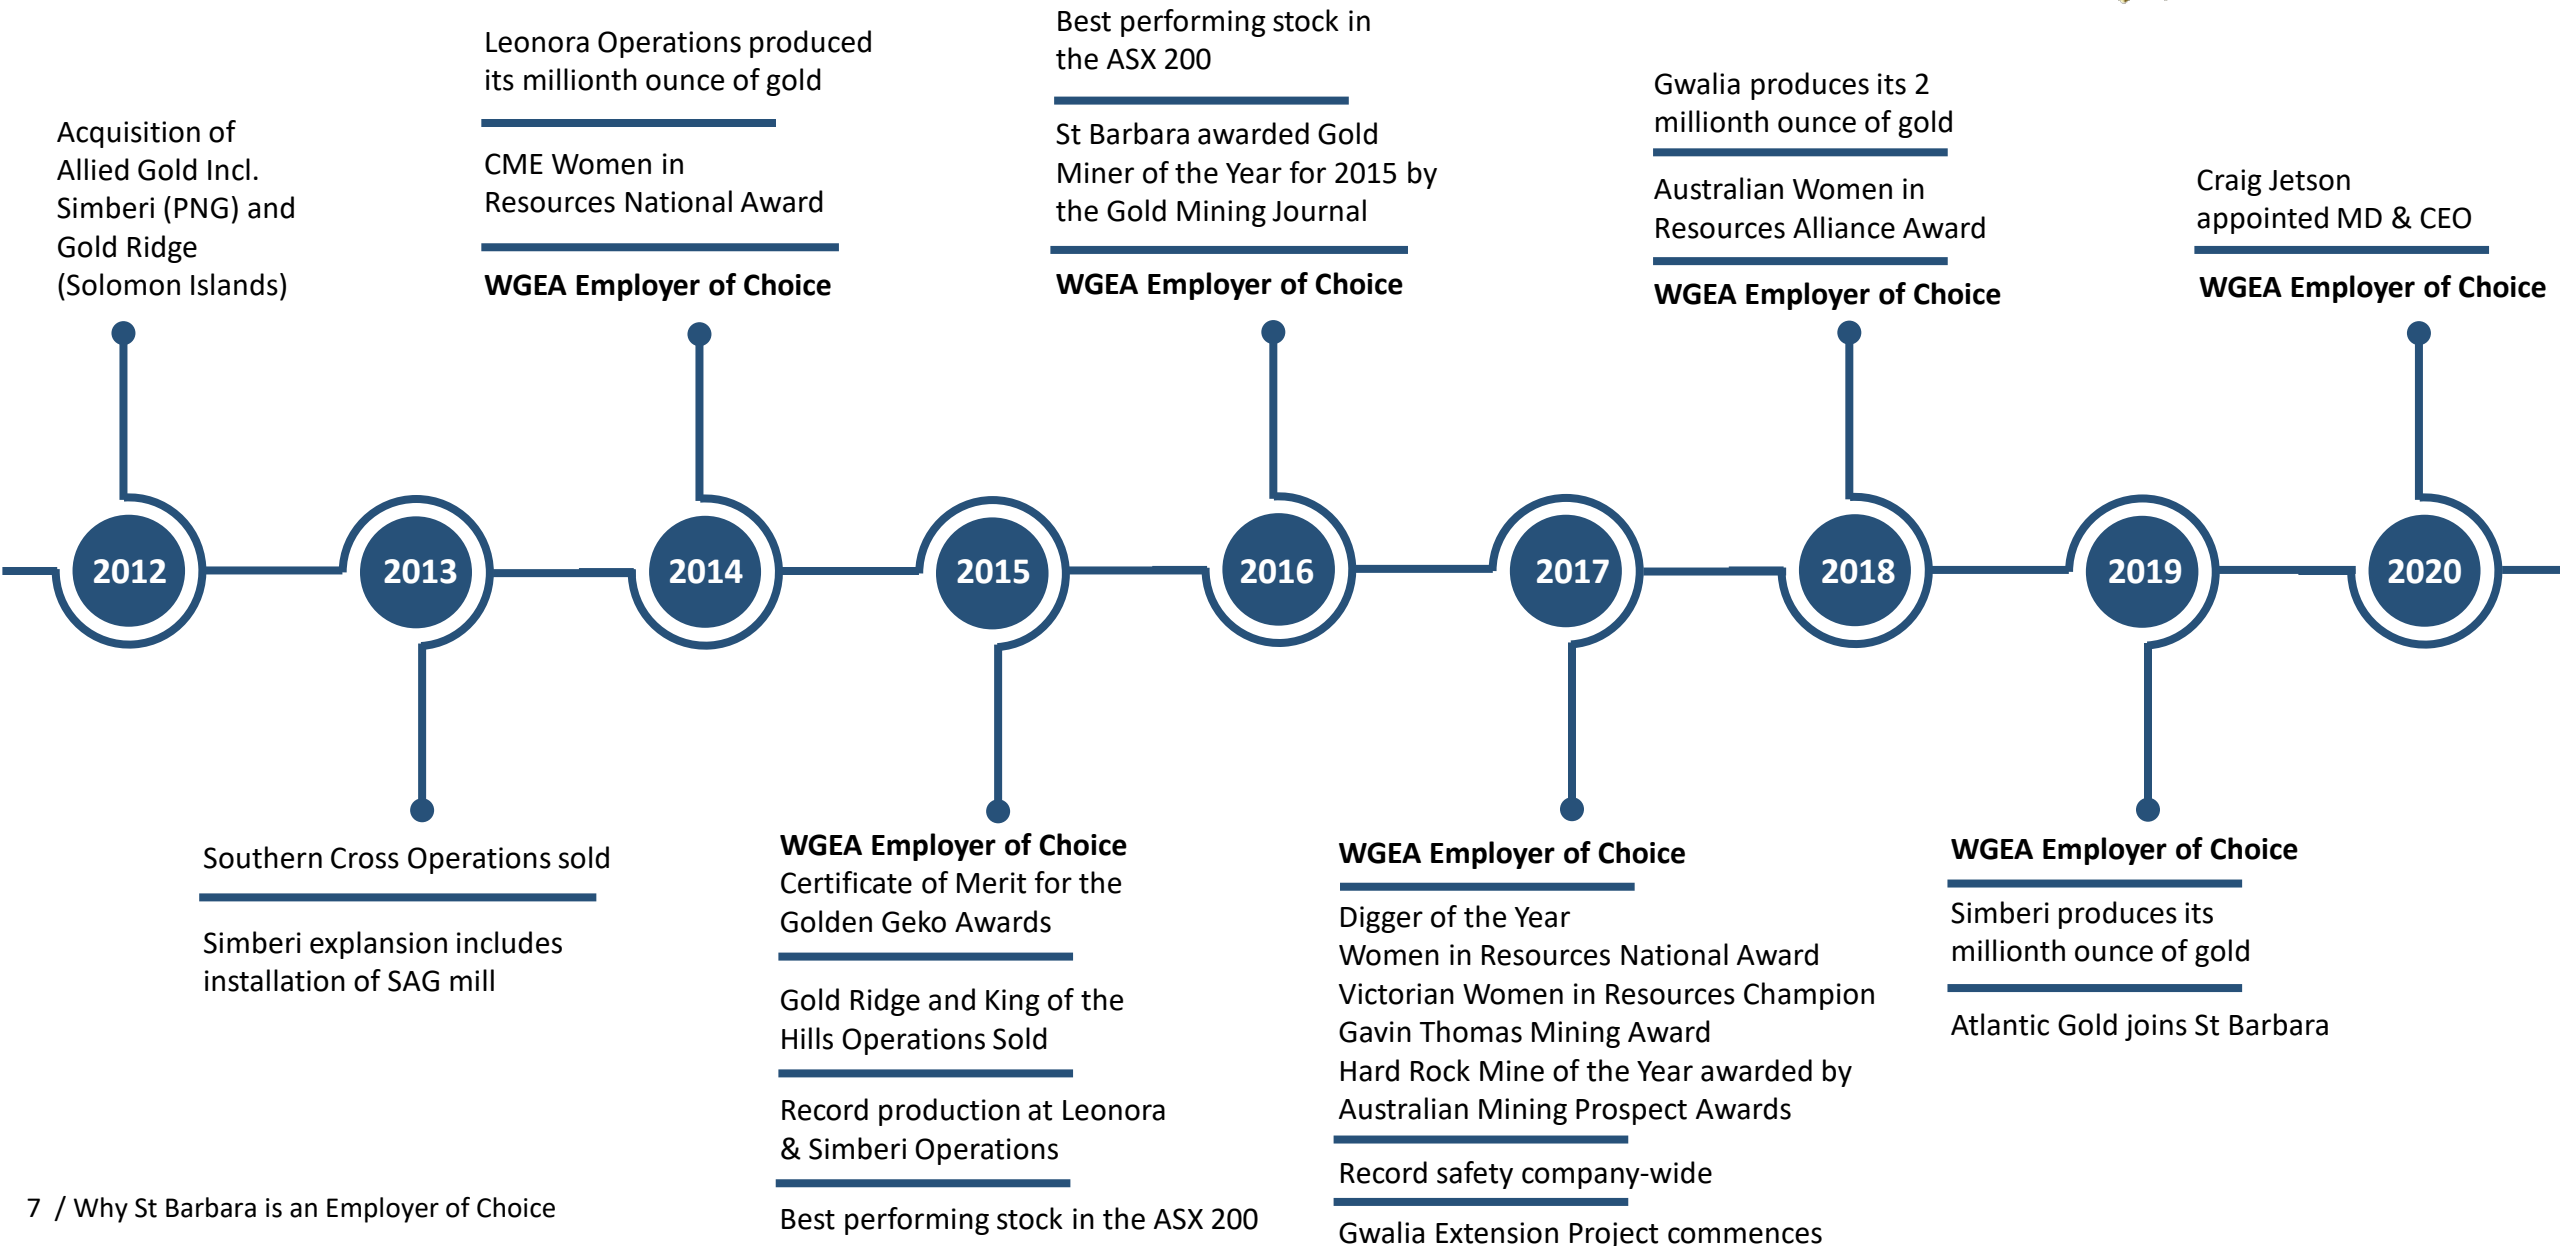 Acquisition of
Allied Gold Incl.
Simberi (PNG) and
Gold Ridge
(Solomon Islands)
Leonora Operations produced
its millionth ounce of gold
CME Women in
Resources National Award
WGEA Employer of Choice
Best performing stock in
the ASX 200
St Barbara awarded Gold
Miner of the Year for 2015 by
the Gold Mining Journal
WGEA Employer of Choice
Gwalia produces its 2
millionth ounce of gold
Australian Women in
Resources Alliance Award
WGEA Employer of Choice
Craig Jetson
appointed MD & CEO
WGEA Employer of Choice
2012
2013
2014
2015
2016
2017
2018
2019
2020
Southern Cross Operations sold
Simberi explansion includes
installation of SAG mill
WGEA Employer of Choice
Certificate of Merit for the
Golden Geko Awards
Gold Ridge and King of the
Hills Operations Sold
Record production at Leonora
& Simberi Operations
Best performing stock in the ASX 200
WGEA Employer of Choice
Digger of the Year
Women in Resources National Award
Victorian Women in Resources Champion
Gavin Thomas Mining Award
Hard Rock Mine of the Year awarded by
Australian Mining Prospect Awards
Record safety company-wide
Gwalia Extension Project commences
WGEA Employer of Choice
Simberi produces its
millionth ounce of gold
Atlantic Gold joins St Barbara
7 / Why St Barbara is an Employer of Choice